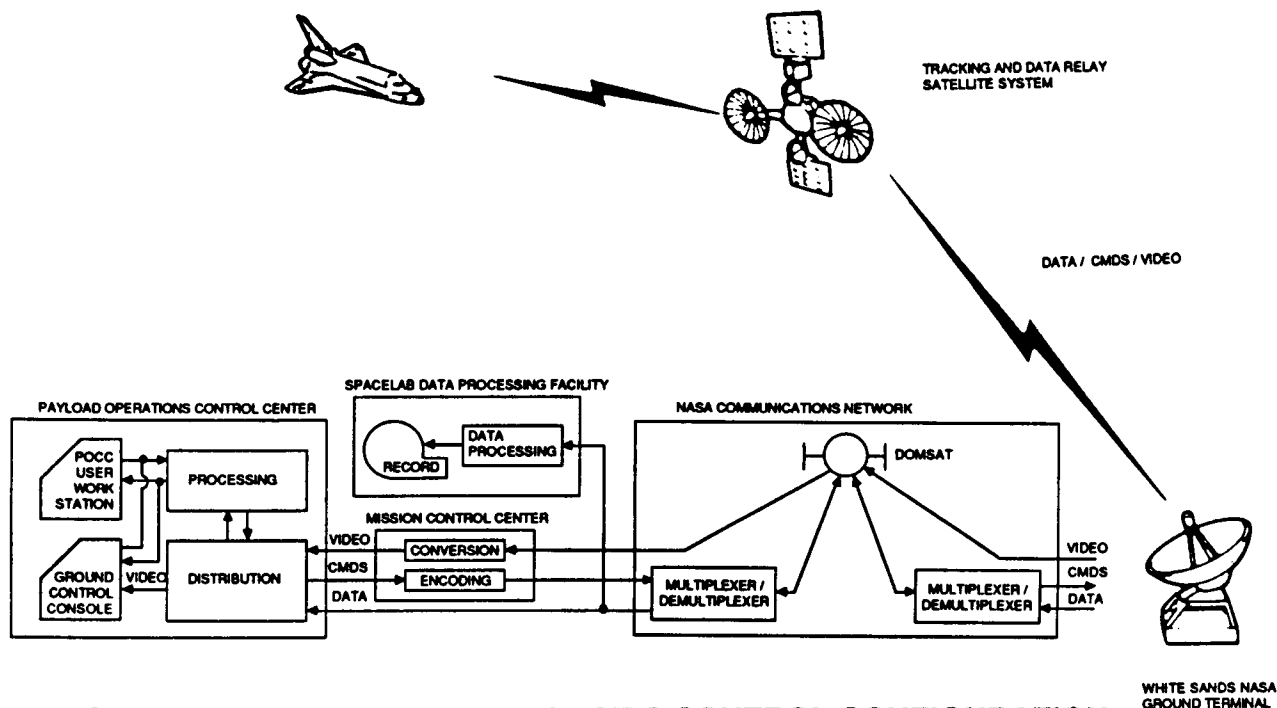 TRACKING AND DATA RELAY
SATELLITE SYSTEM
DATA / CMDS / VIDEO
SPACELAB DATA PROCESSING FACILITY
PAYLOAD OPERATIONS CONTROL CENTER
NASA COMMUNICATIONS NETWORK
POCC
USER
WORK
STATION
PROCESSING
RECORD
DATA
PROCESSING
DOMSAT
MISSION CONTROL CENTER
VIDEO
CONVERSION
CMDS
ENCODING
DATA
GROUND
CONTROL
CONSOLE
VIDEO
DISTRIBUTION
MULTIPLEXER /
DEMULTIPLEXER
MULTIPLEXER /
DEMULTIPLEXER
VIDEO
CMDS
DATA
WHITE SANDS NASA
GROUND TERMINAL